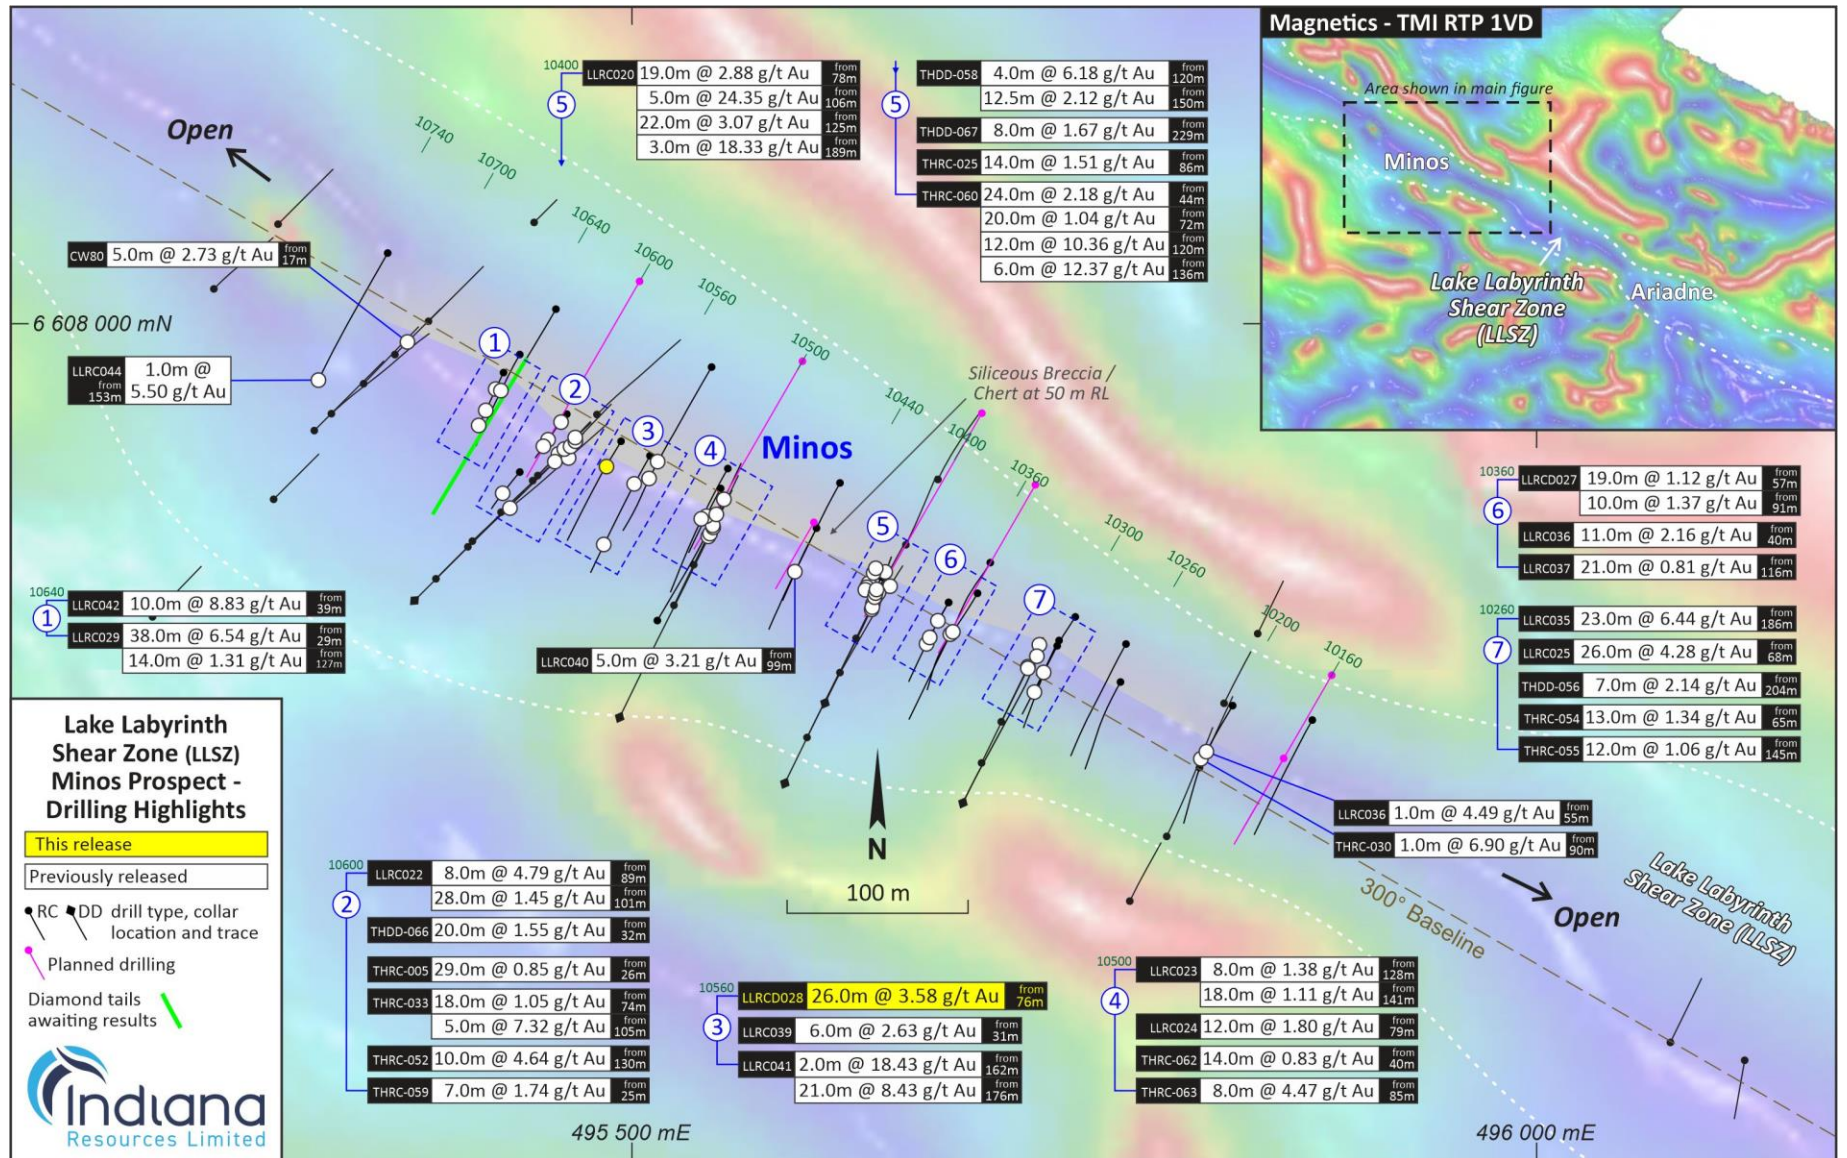 Magnetics - TMI RTP 1VD
Area shown in main figure
Minos
Lake Labyrinth
Shear Zone
(LLSZ)
Ariadne
10400
5
LLRC020 19.0m @ 2.88 g/t Au from 78m
5.0m @ 24.35 g/t Au from 106m
22.0m @ 3.07 g/t Au from 125m
3.0m @ 18.33 g/t Au from 189m
5
THDD-058 4.0m @ 6.18 g/t Au from 120m
12.5m @ 2.12 g/t Au from 150m
THDD-067 8.0m @ 1.67 g/t Au from 229m
THRC-025 14.0m @ 1.51 g/t Au from 86m
THRC-060 24.0m @ 2.18 g/t Au from 44m
20.0m @ 1.04 g/t Au from 72m
12.0m @ 10.36 g/t Au from 120m
6.0m @ 12.37 g/t Au from 136m
Open
10740
10700
10640
10600
10560
10500
10440
10400
10360
10300
10260
10200
10160
CW80 5.0m @ 2.73 g/t Au from 17m
6 608 000 mN
LLRC044 from 153m 1.0m @
5.50 g/t Au
1
2
3
4
5
6
7
Minos
Siliceous Breccia /
Chert at 50 m RL
10360
6
LLRCD027 19.0m @ 1.12 g/t Au from 57m
10.0m @ 1.37 g/t Au from 91m
LLRC036 11.0m @ 2.16 g/t Au from 40m
LLRC037 21.0m @ 0.81 g/t Au from 116m
10640
1
LLRC042 10.0m @ 8.83 g/t Au from 39m
LLRC029 38.0m @ 6.54 g/t Au from 29m
14.0m @ 1.31 g/t Au from 127m
LLRC040 5.0m @ 3.21 g/t Au from 99m
10260
7
LLRC035 23.0m @ 6.44 g/t Au from 186m
LLRC025 26.0m @ 4.28 g/t Au from 68m
THDD-056 7.0m @ 2.14 g/t Au from 204m
THRC-054 13.0m @ 1.34 g/t Au from 65m
THRC-055 12.0m @ 1.06 g/t Au from 145m
LLRC036 1.0m @ 4.49 g/t Au from 55m
THRC-030 1.0m @ 6.90 g/t Au from 90m
N
100 m
300° Baseline
Open
Lake Labyrinth
Shear Zone (LLSZ)
Lake Labyrinth
Shear Zone (LLSZ)
Minos Prospect -
Drilling Highlights
This release
Previously released
RC DD drill type, collar
location and trace
Planned drilling
Diamond tails
awaiting results
Indiana
Resources Limited
10600
2
LLRC022 8.0m @ 4.79 g/t Au from 89m
28.0m @ 1.45 g/t Au from 101m
THDD-066 20.0m @ 1.55 g/t Au from 32m
THRC-005 29.0m @ 0.85 g/t Au from 26m
THRC-033 18.0m @ 1.05 g/t Au from 74m
5.0m @ 7.32 g/t Au from 105m
THRC-052 10.0m @ 4.64 g/t Au from 130m
THRC-059 7.0m @ 1.74 g/t Au from 25m
10560
3
LLRCD028 26.0m @ 3.58 g/t Au from 76m
LLRC039 6.0m @ 2.63 g/t Au from 31m
LLRC041 2.0m @ 18.43 g/t Au from 162m
21.0m @ 8.43 g/t Au from 176m
10500
4
LLRC023 8.0m @ 1.38 g/t Au from 128m
18.0m @ 1.11 g/t Au from 141m
LLRC024 12.0m @ 1.80 g/t Au from 79m
THRC-062 14.0m @ 0.83 g/t Au from 40m
THRC-063 8.0m @ 4.47 g/t Au from 85m
495 500 mE
496 000 mE